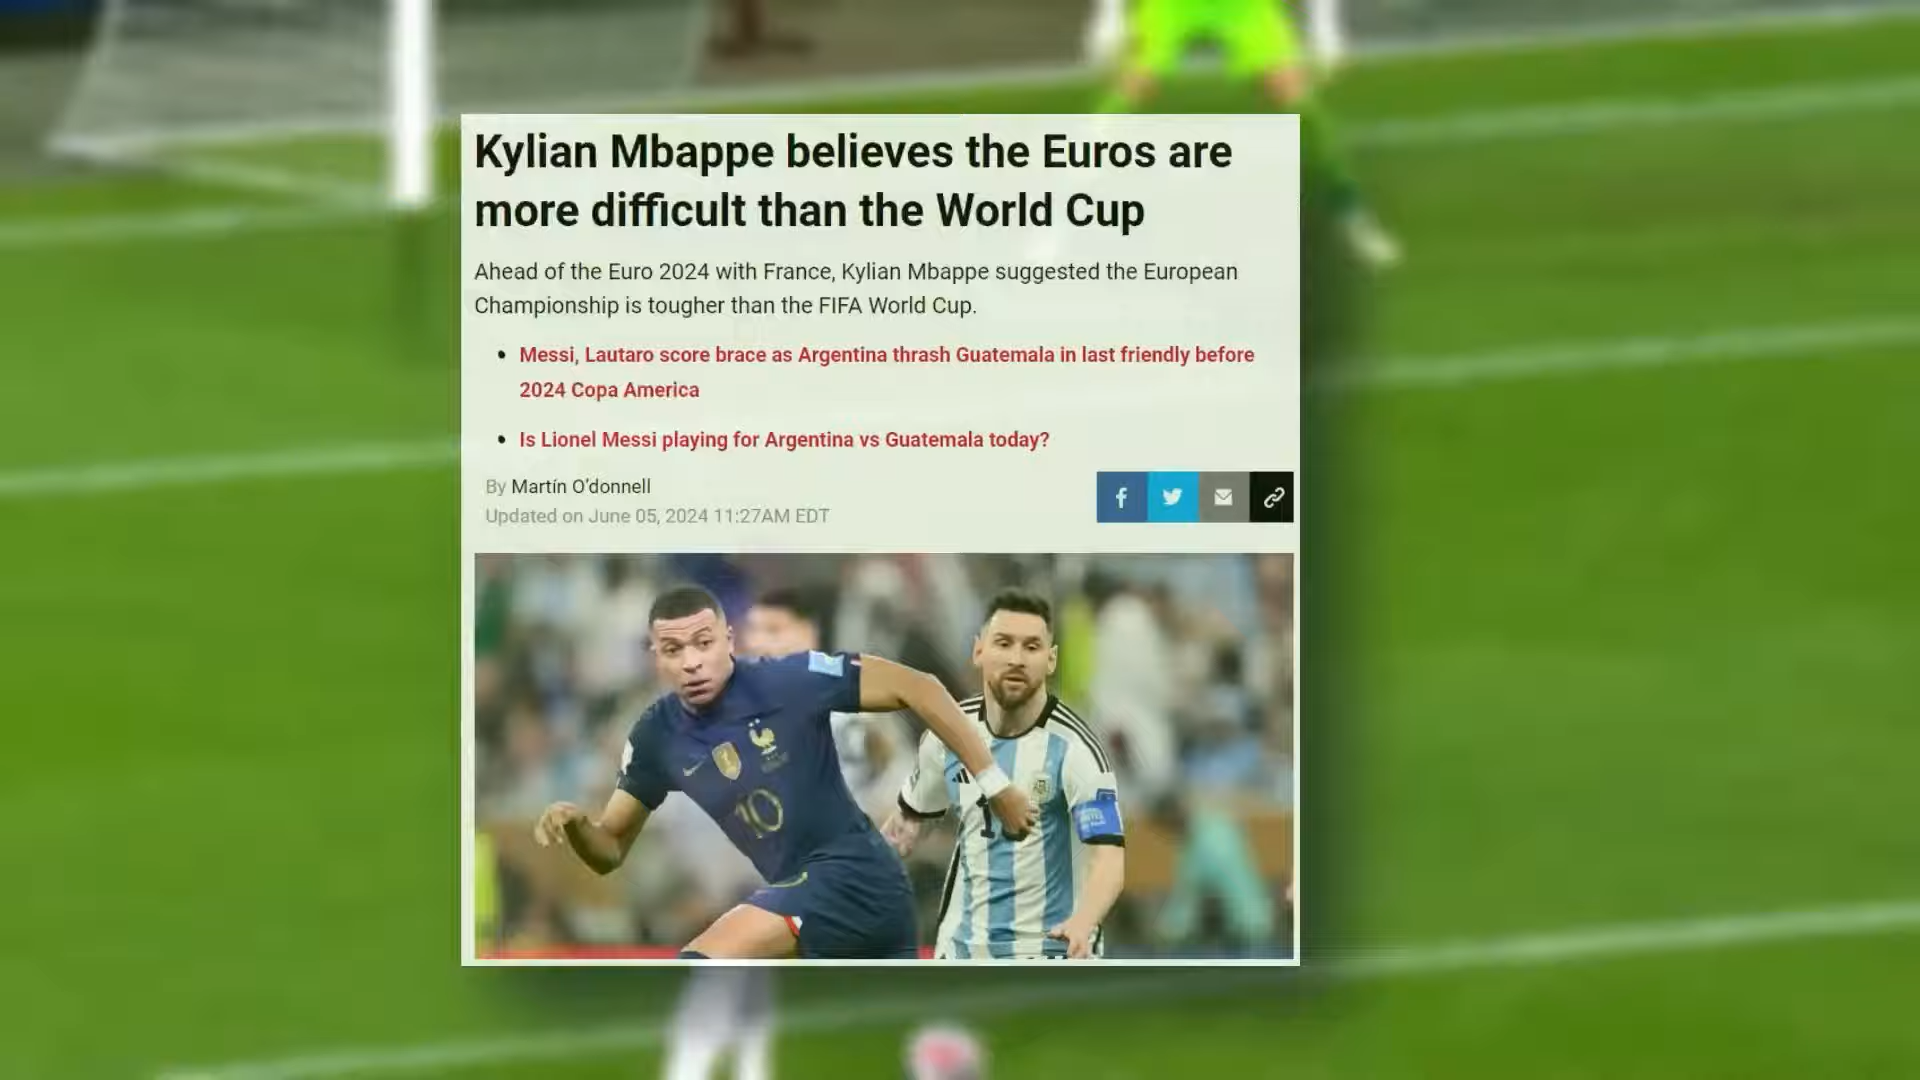 Kylian Mbappe believes the Euros are
more difficult than the World Cup
Ahead of the Euro 2024 with France, Kylian Mbappe suggested the European
Championship is tougher than the FIFA World Cup.
Messi, Lautaro score brace as Argentina thrash Guatemala in last friendly before
2024 Copa America
Is Lionel Messi playing for Argentina vs Guatemala today?
By Martín O'donnell
Updated on June 05, 2024 11:27AM EDT
10